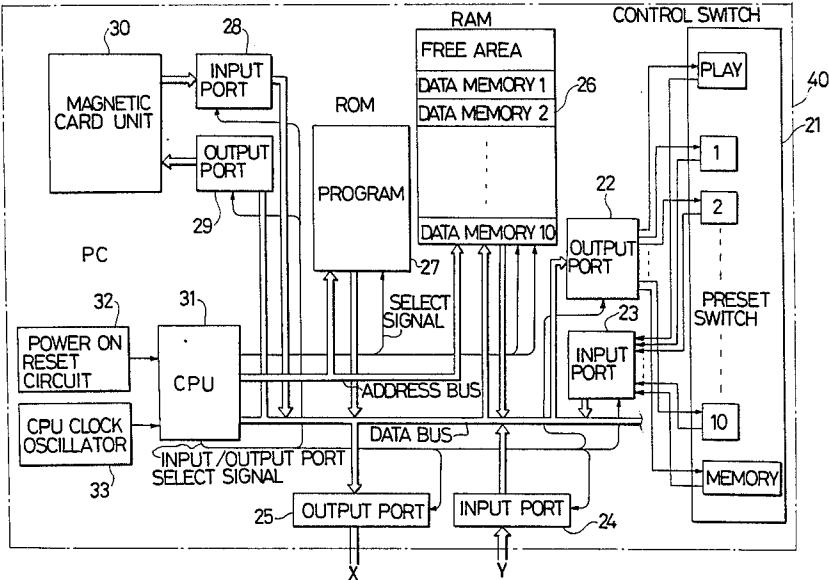 CONTROL SWITCH
RAM
30
28
FREE AREA
PLAY
40
MAGNETIC
CARD UNIT
INPUT
PORT
ROM
DATA MEMORY 1
DATA MEMORY 2
26
21
OUTPUT
PORT
PROGRAM
1
29
22
2
DATA MEMORY 10
OUTPUT
PORT
PC
27
32
31
SELECT
SIGNAL
23
PRESET
SWITCH
POWER ON
RESET
CIRCUIT
CPU
INPUT
PORT
ADDRESS BUS
CPU CLOCK
OSCILLATOR
DATA BUS
10
33
INPUT/OUTPUT PORT
SELECT SIGNAL
MEMORY
25
OUTPUT PORT
INPUT PORT
24
X
Y